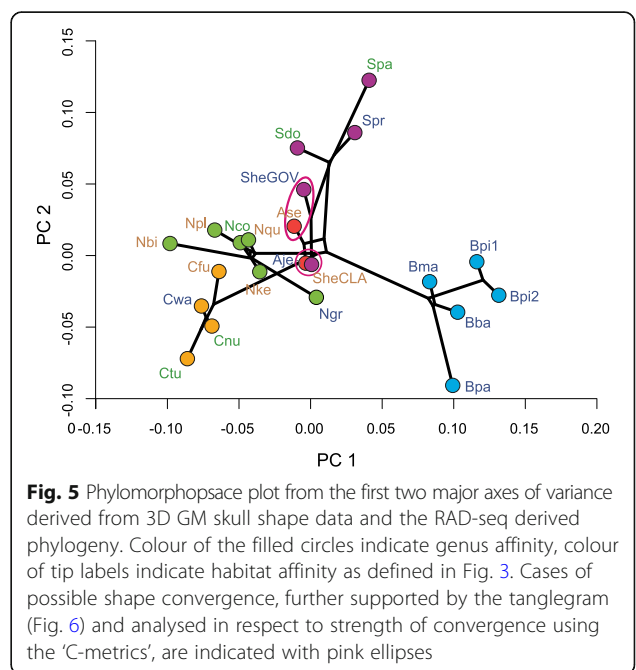 0.15
Spa
0.10
Spr
Sdo
SheGOV
0.05
PC 2
Ase
Npl
Nco
Nqu
Nbi
0.00
Aje
Bpi1
Cfu
SheCLA
Bma
Nke
Bpi2
Cwa
Ngr
Bba
-0.05
Cnu
Ctu
Bpa
-0.10
0-0.15 -0.10 -0.05 0.00 0.05 0.10 0.15 0.20
PC 1
Fig. 5 Phylomorphopsace plot from the first two major axes of variance
derived from 3D GM skull shape data and the RAD-seq derived
phylogeny. Colour of the filled circles indicate genus affinity, colour
of tip labels indicate habitat affinity as defined in Fig. 3. Cases of
possible shape convergence, further supported by the tanglegram
(Fig. 6) and analysed in respect to strength of convergence using
the ‘C-metrics’, are indicated with pink ellipses